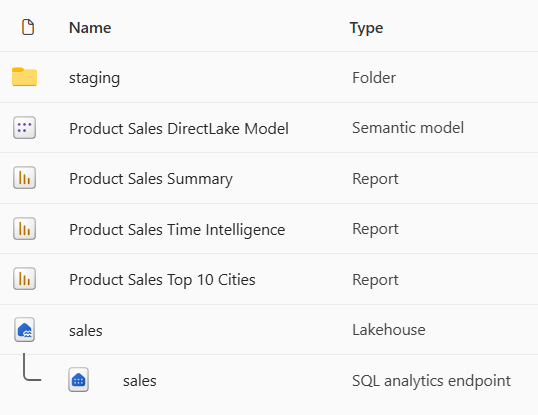 Name Type
staging Folder
Product Sales DirectLake Model Semantic model
Product Sales Summary Report
Product Sales Time Intelligence Report
Product Sales Top 10 Cities Report
sales Lakehouse
sales SQL analytics endpoint